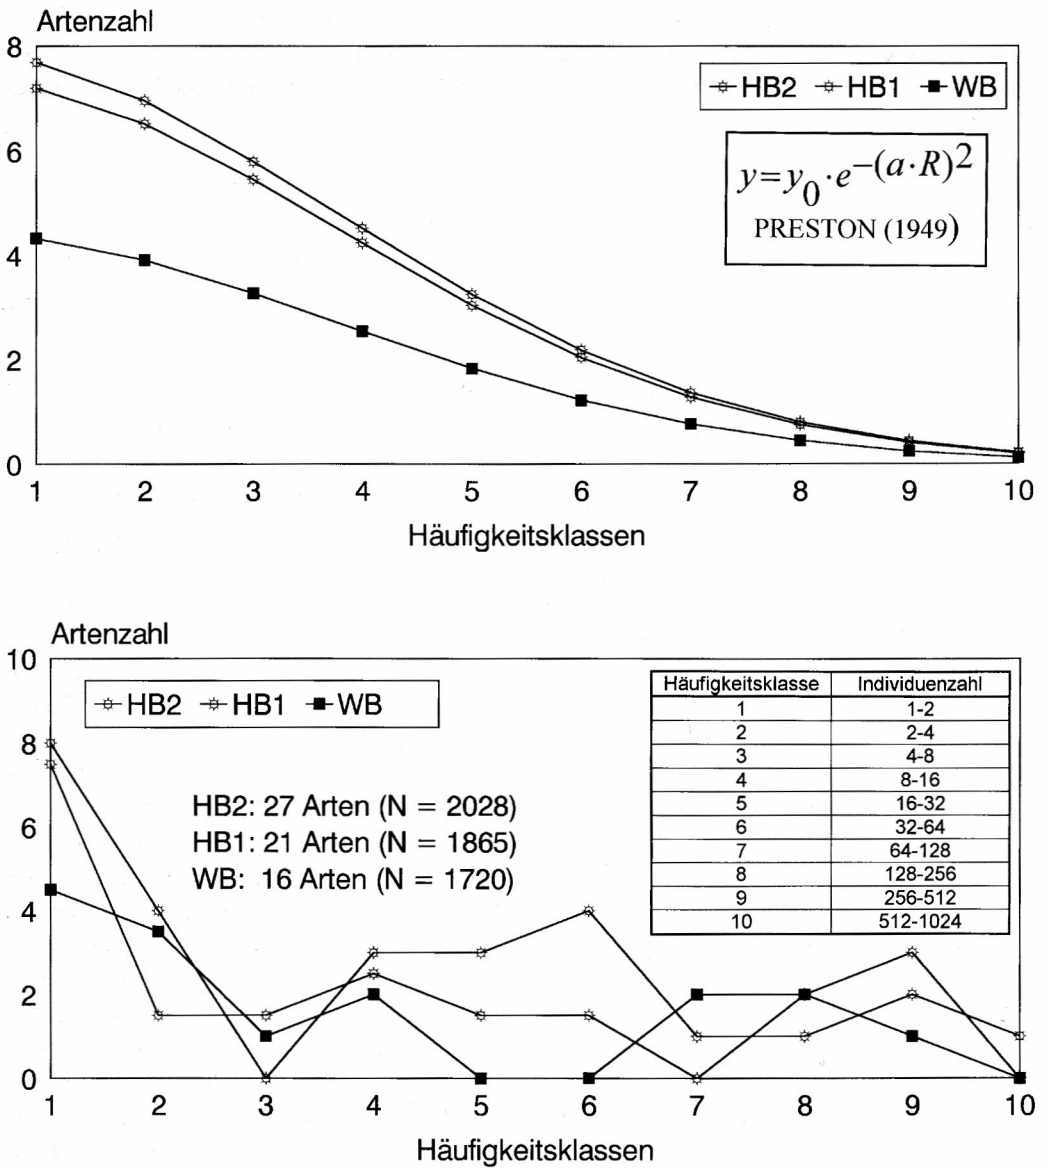 Artenzahl
8
6
4
2
0
HB2 HB1 WB
y=y0·e−(a·R)2
PRESTON (1949)
1 2 3 4 5 6 7 8 9 10
Häufigkeitsklassen
Artenzahl
10
8
6
4
2
0
HB2 HB1 WB
HB2: 27 Arten (N = 2028)
HB1: 21 Arten (N = 1865)
WB: 16 Arten (N = 1720)
Häufigkeitsklasse Individuenzahl
1 1-2
2 2-4
3 4-8
4 8-16
5 16-32
6 32-64
7 64-128
8 128-256
9 256-512
10 512-1024
1 2 3 4 5 6 7 8 9 10
Häufigkeitsklassen